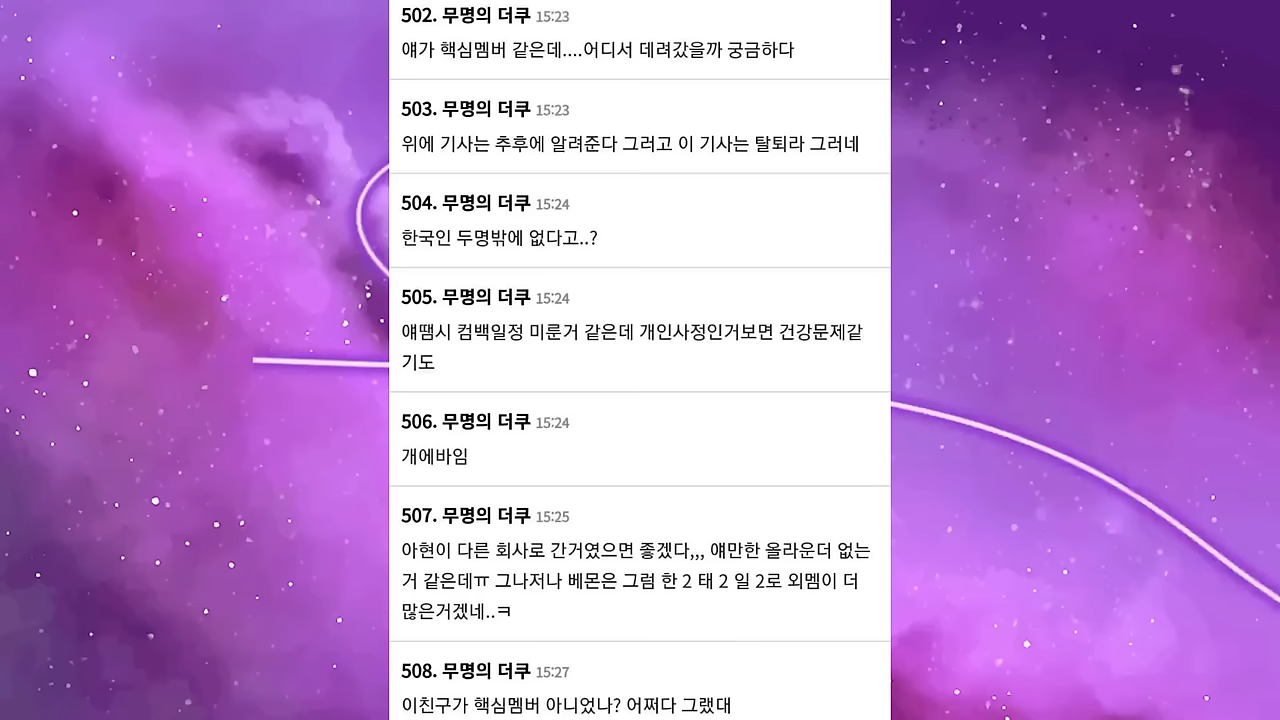 502. 무명의 더쿠 15:23
얘가 핵심멤버 같은데....어디서 데려갔을까 궁금하다
503. 무명의 더쿠 15:23
위에 기사는 추후에 알려준다 그러고 이 기사는 탈퇴라 그러네
504. 무명의 더쿠 15:24
한국인 두명밖에 없다고..?
505. 무명의 더쿠 15:24
얘땜시 컴백일정 미룬거 같은데 개인사정인거보면 건강문제같
기도
506. 무명의 더쿠 15:24
개에바임
507. 무명의 더쿠 15:25
아현이 다른 회사로 간거였으면 좋겠다,,, 얘만한 올라운더 없는
거 같은데ㅠ 그나저나 베몬은 그럼 한 2 태 2 일 2로 외멤이 더
많은거겠네..ㅋ
508. 무명의 더쿠 15:27
이친구가 핵심멤버 아니었나? 어쩌다 그랬대